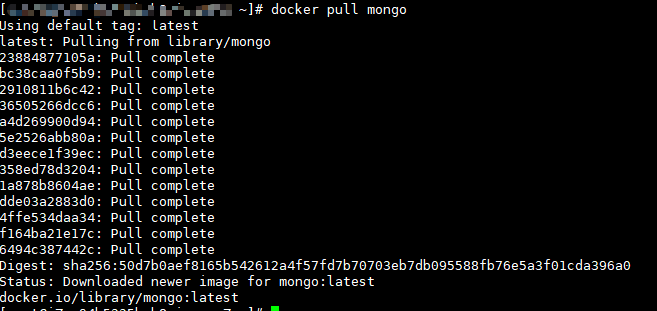 ~]# docker pull mongo
Using default tag: latest
latest: Pulling from library/mongo
23884877105a: Pull complete
bc38caa0f5b9: Pull complete
2910811b6c42: Pull complete
36505266dcc6: Pull complete
a4d269900d94: Pull complete
5e2526abb80a: Pull complete
d3eece1f39ec: Pull complete
358ed78d3204: Pull complete
1a878b8604ae: Pull complete
dde03a2883d0: Pull complete
4ffe534daa34: Pull complete
f164ba21e17c: Pull complete
6494c387442c: Pull complete
Digest: sha256:50d7b0aef8165b542612a4f57fd7b70703eb7db095588fb76e5a3f01cda396a0
Status: Downloaded newer image for mongo:latest
docker.io/library/mongo:latest